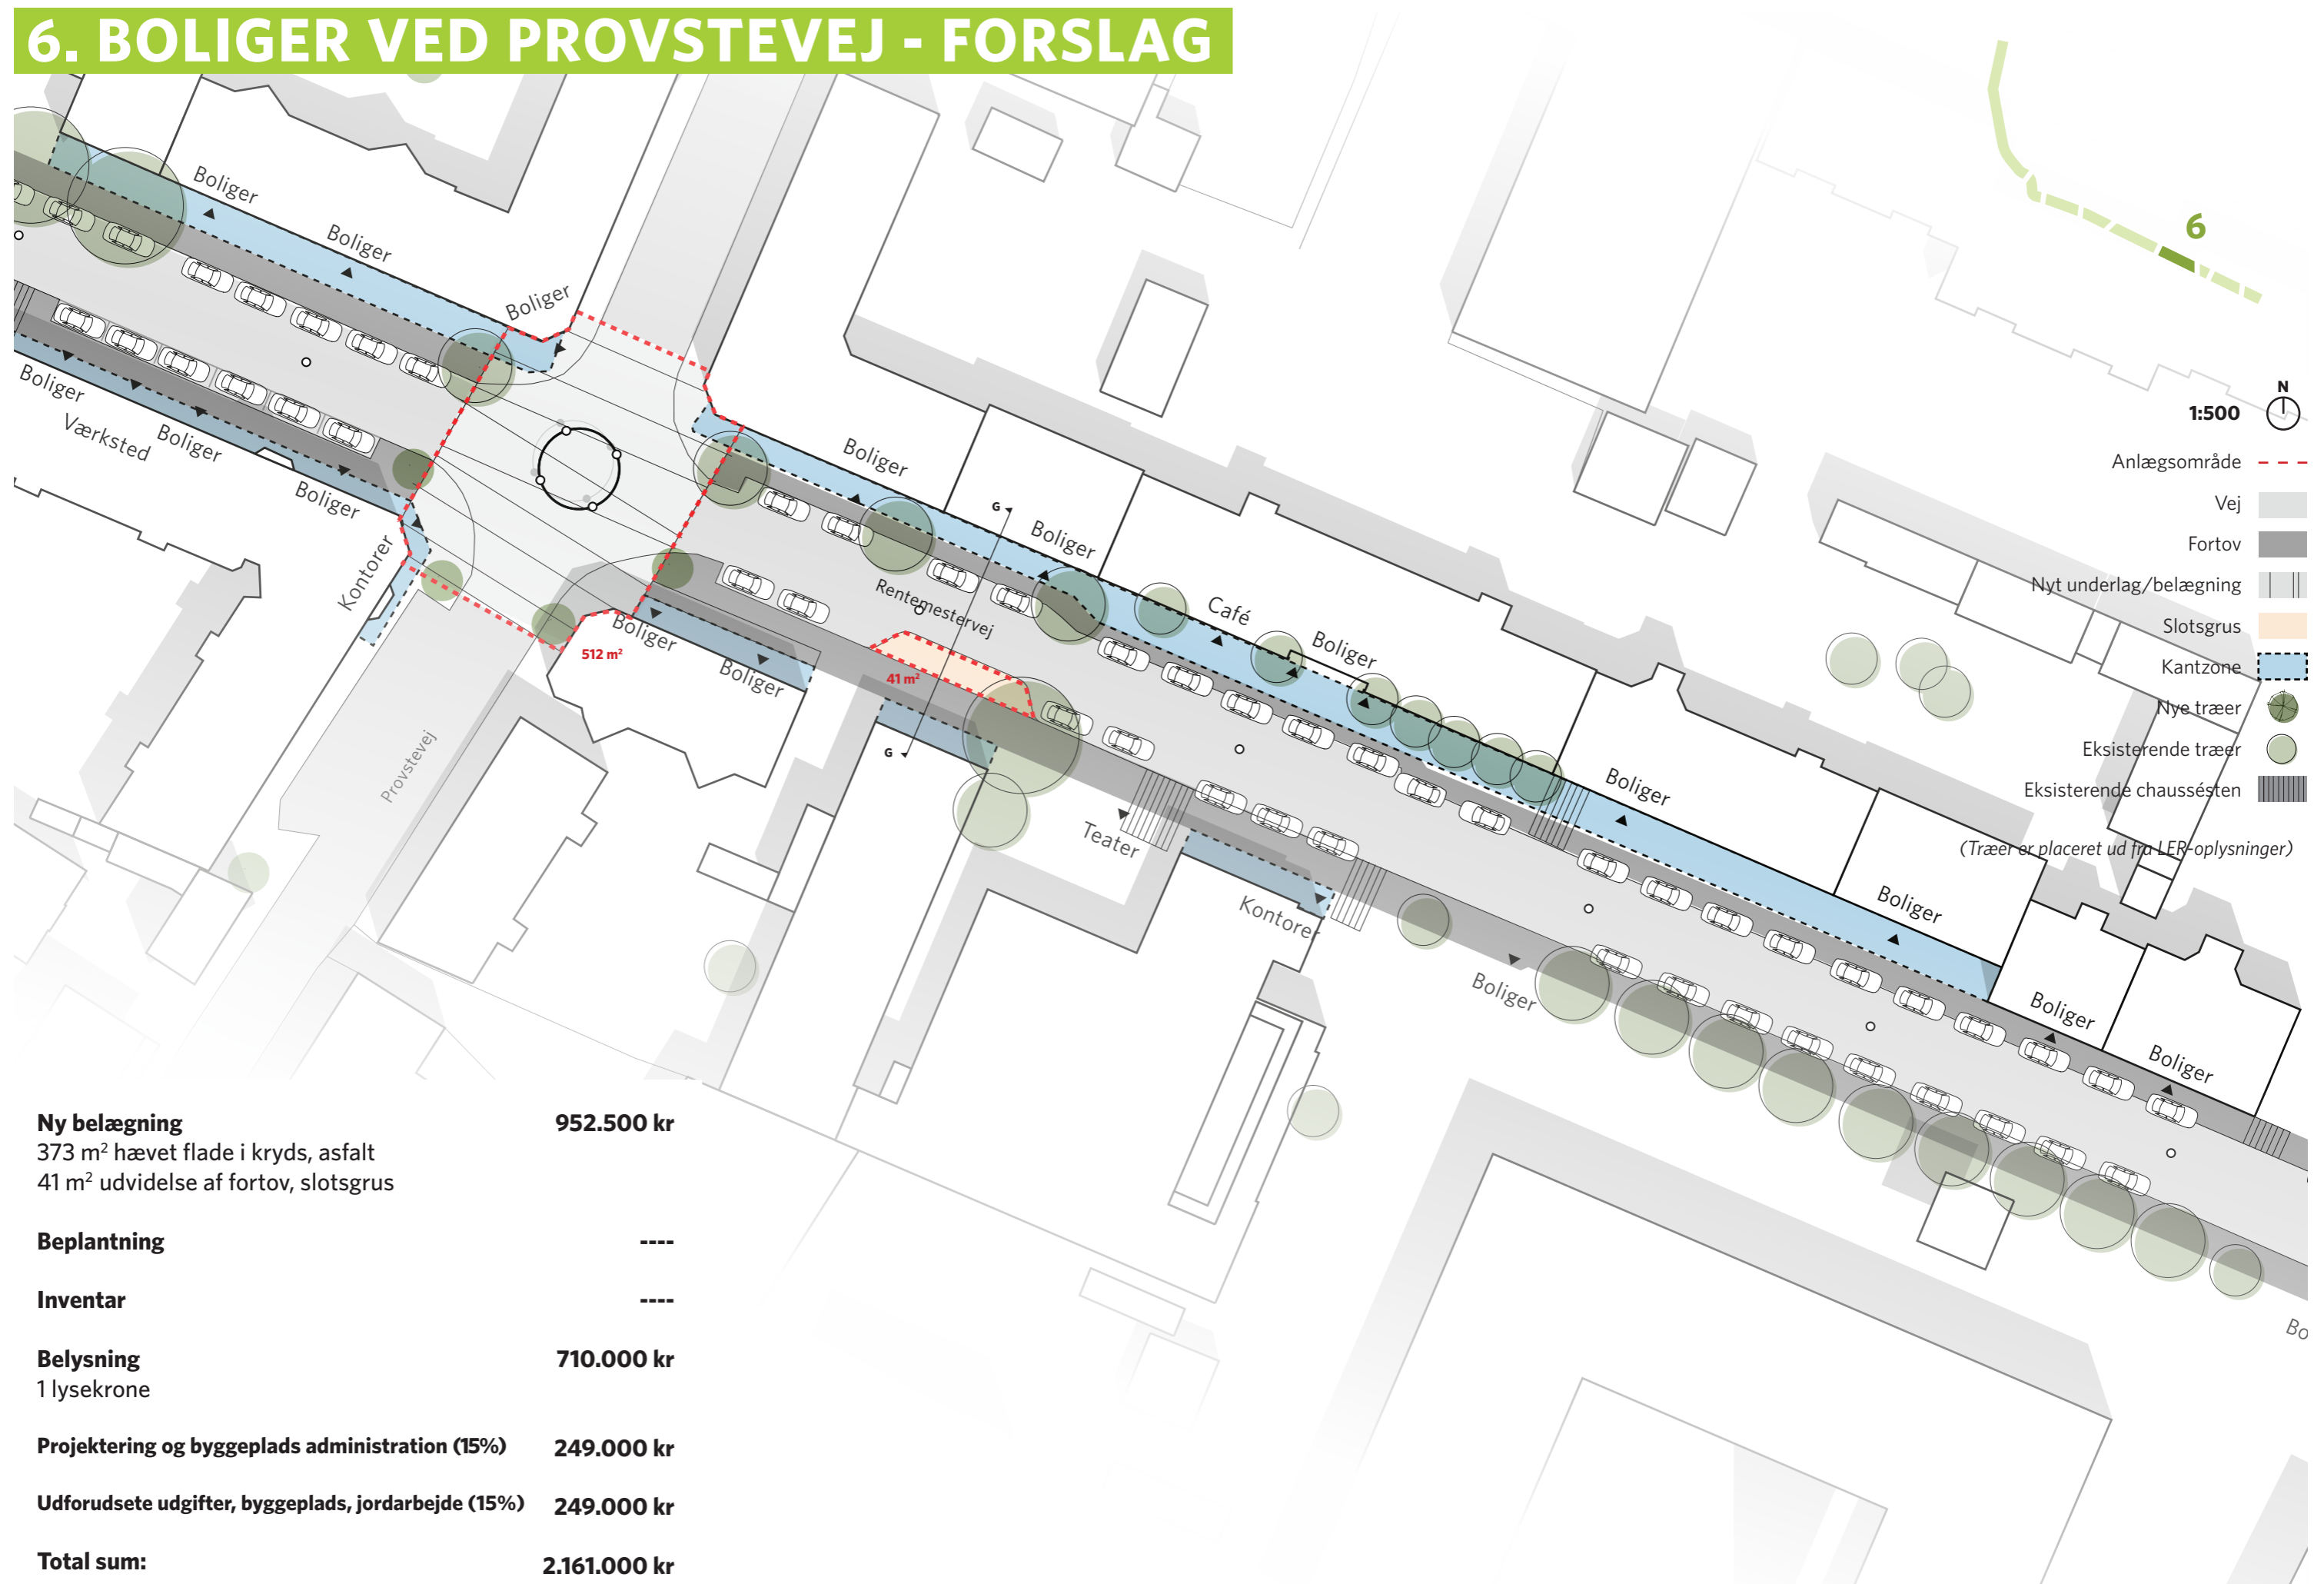 6. BOLIGER VED PROVSTEVEJ - FORSLAG
6
N
1:500
Anlægsområde
Vej
Fortov
Nyt underlag/belægning
Slotsgrus
Kantzone
Nye træer
Eksisterende træer
Eksisterende chaussésten
(Træer er placeret ud fra LER-oplysninger)
Boliger
Boliger
Boliger
Boliger
Værksted
Boliger
Boliger
Kontorer
Provstevej
512 m²
Boliger
Boliger
Boliger
G
Boliger
Rentemestervej
41 m²
G
Café
Boliger
Teater
Kontorer
Boliger
Boliger
Boliger
Boliger
Boliger
Bo
Ny belægning 952.500 kr
373 m² hævet flade i kryds, asfalt
41 m² udvidelse af fortov, slotsgrus
Beplantning ----
Inventar ----
Belysning 710.000 kr
1 lysekrone
Projektering og byggeplads administration (15%) 249.000 kr
Udforudsete udgifter, byggeplads, jordarbejde (15%) 249.000 kr
Total sum: 2.161.000 kr